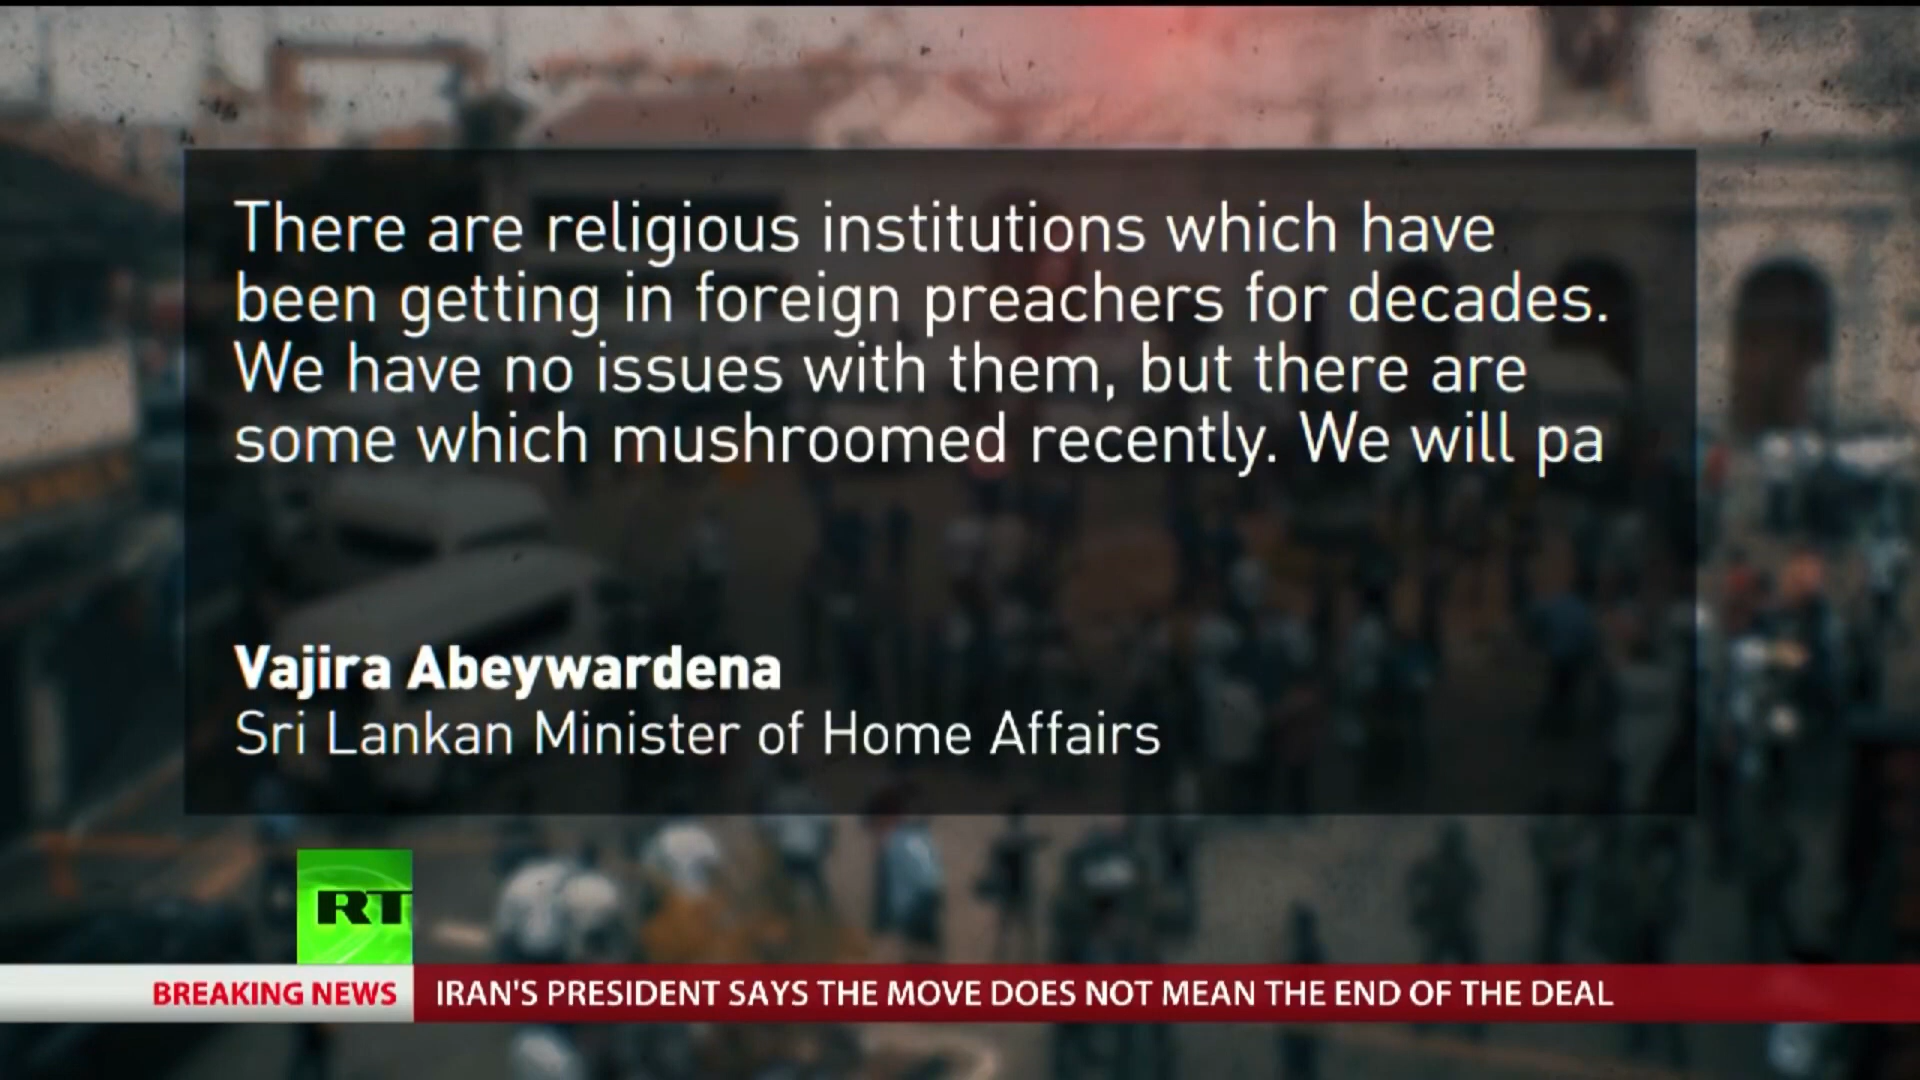 There are religious institutions which have
been getting in foreign preachers for decades.
We have no issues with them, but there are
some which mushroomed recently. We will pa
Vajira Abeywardena
Sri Lankan Minister of Home Affairs
RT
BREAKING NEWS IRAN'S PRESIDENT SAYS THE MOVE DOES NOT MEAN THE END OF THE DEAL